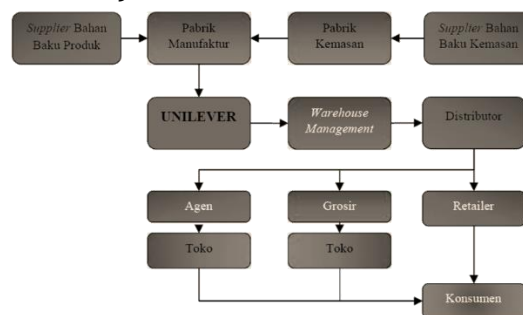 Supplier Bahan
Baku Produk
Pabrik
Manufaktur
Pabrik
Kemasan
Supplier Bahan
Baku Kemasan
UNILEVER
Warehouse
Management
Distributor
Agen
Grosir
Retailer
Toko
Toko
Konsumen